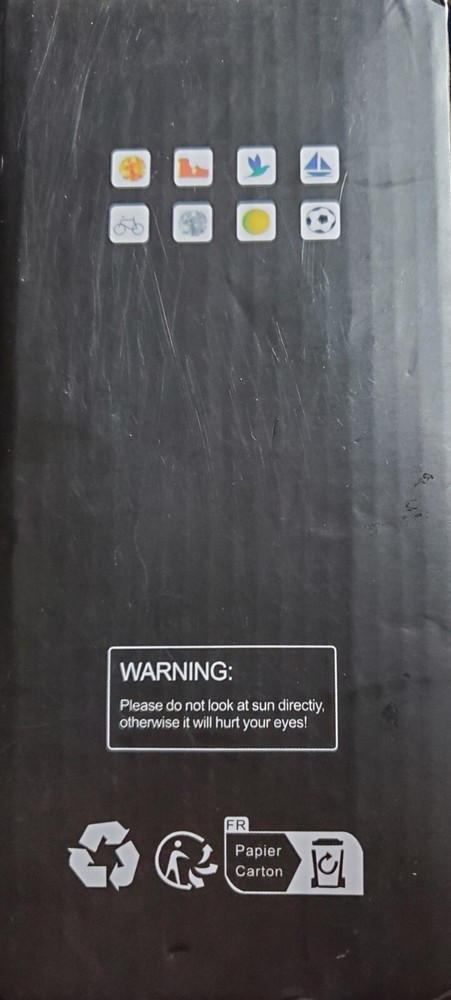 WARNING:
Please do not look at sun directiy,
otherwise it will hurt your eyes!
FR
Papier
Carton